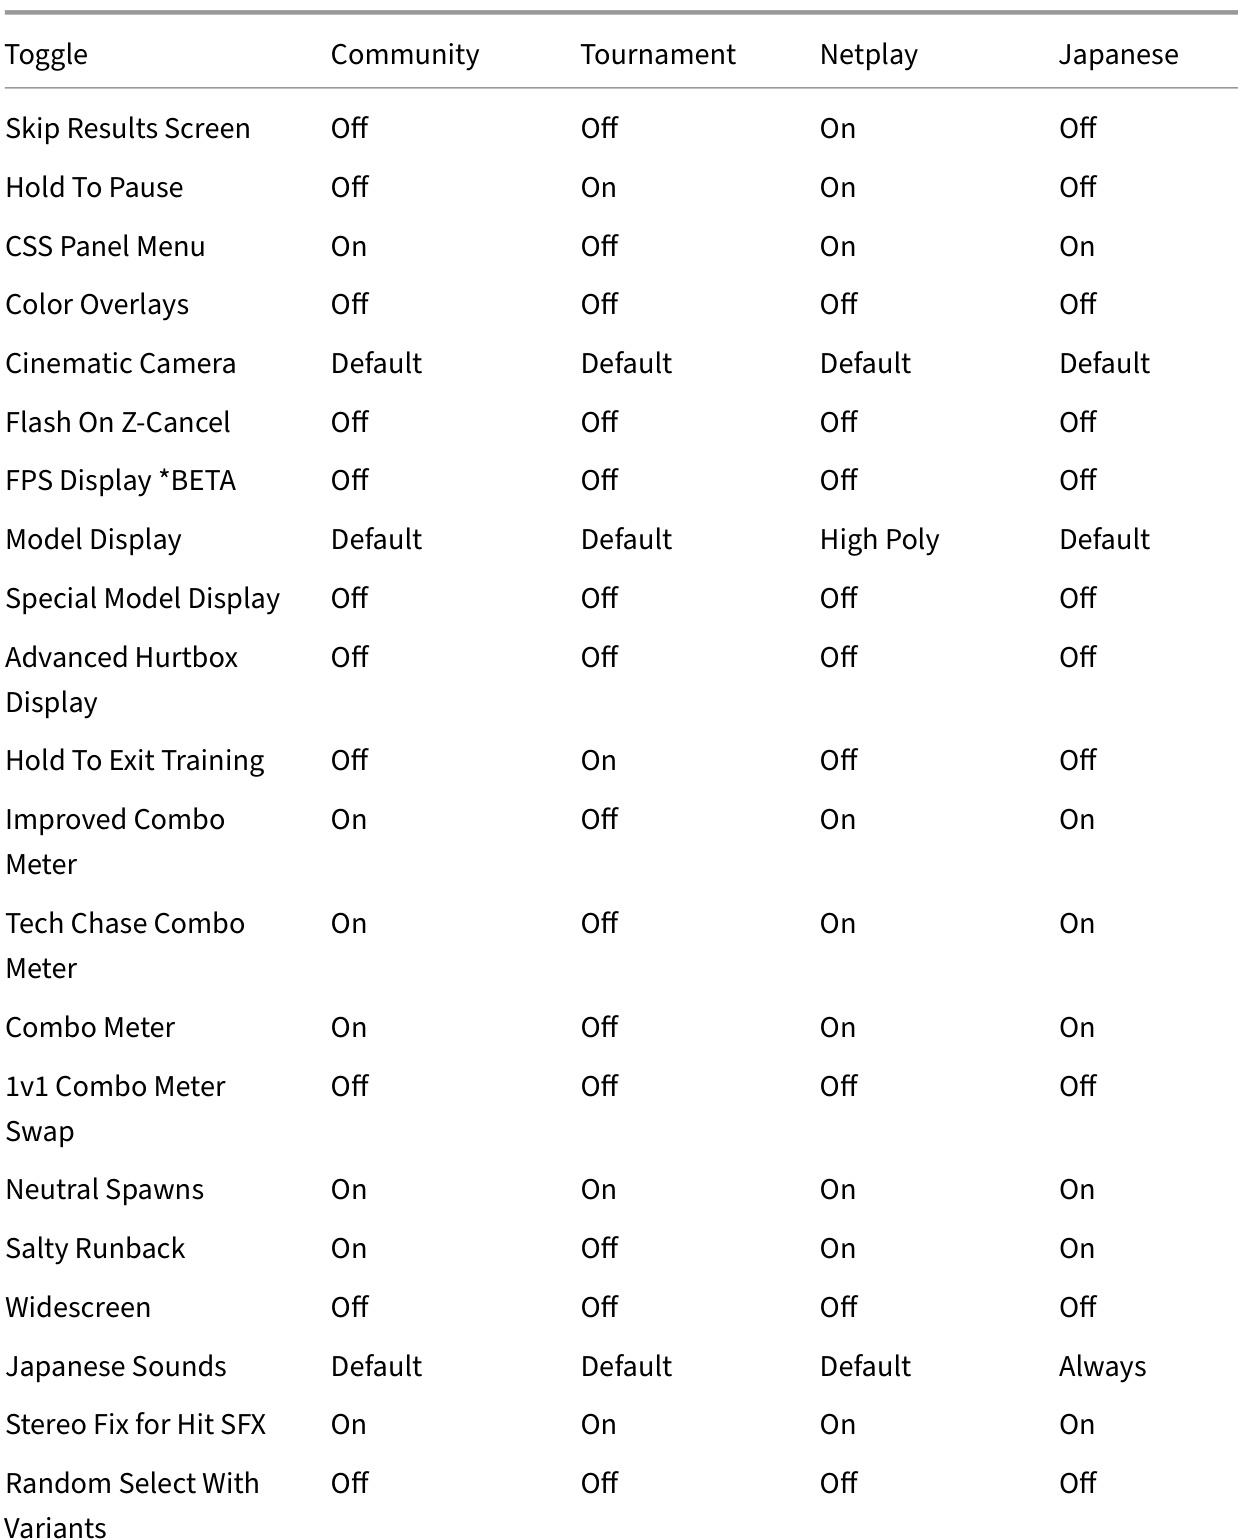 Toggle Community Tournament Netplay Japanese
Skip Results Screen Off Off On Off
Hold To Pause Off On On Off
CSS Panel Menu On Off On On
Color Overlays Off Off Off Off
Cinematic Camera Default Default Default Default
Flash On Z-Cancel Off Off Off Off
FPS Display *BETA Off Off Off Off
Model Display Default Default High Poly Default
Special Model Display Off Off Off Off
Advanced Hurtbox Off Off Off Off
Display
Hold To Exit Training Off On Off Off
Improved Combo On Off On On
Meter
Tech Chase Combo On Off On On
Meter
Combo Meter On Off On On
1v1 Combo Meter Off Off Off Off
Swap
Neutral Spawns On On On On
Salty Runback On Off On On
Widescreen Off Off Off Off
Japanese Sounds Default Default Default Always
Stereo Fix for Hit SFX On On On On
Random Select With Off Off Off Off
Variants